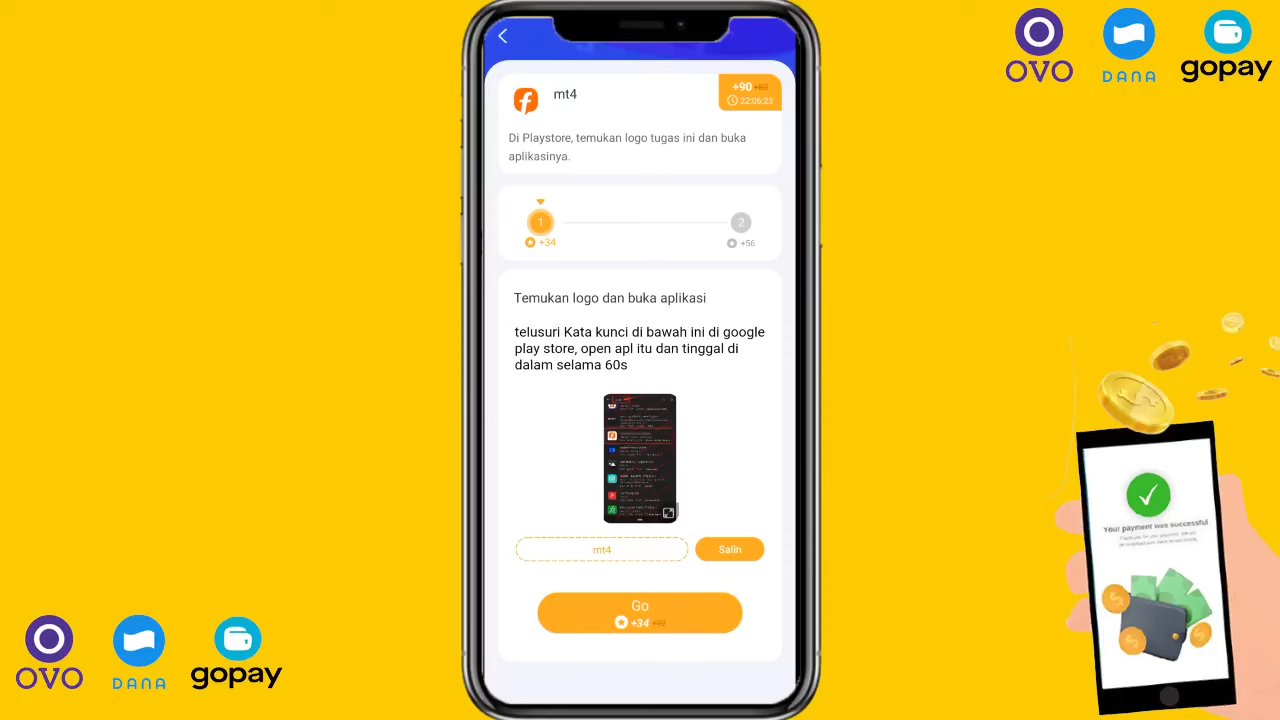 OVO
DANA
gopay
mt4
+90 +80
22:06:23
Di Playstore, temukan logo tugas ini dan buka
aplikasinya.
1
2
+34
+56
Temukan logo dan buka aplikasi
telusuri Kata kunci di bawah ini di google
play store, open apl itu dan tinggal di
dalam selama 60s
mt4
Salin
Go
+34 +30
Your payment was successful
OVO
DANA
gopay